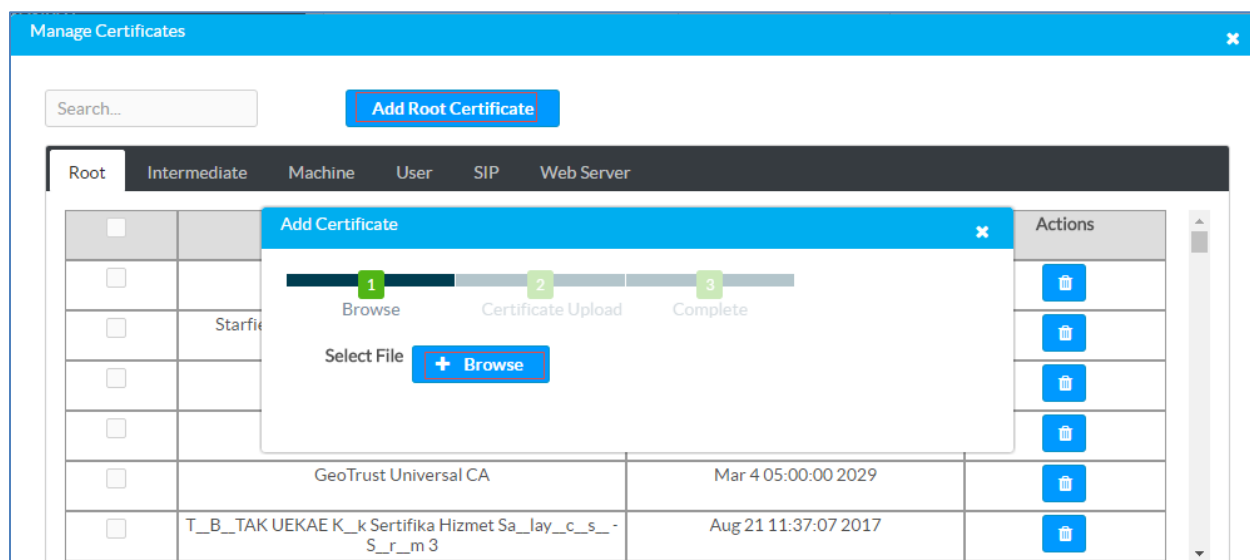 Manage Certificates
Search...
Add Root Certificate
Root Intermediate Machine User SIP Web Server
Add Certificate
Actions
1 2 3
Browse Certificate Upload Complete
Select File + Browse
GeoTrust Universal CA Mar 4 05:00:00 2029
T__B__TAK UEKAE K__k Sertifika Hizmet Sa__lay__c__s__ - Aug 21 11:37:07 2017
S__r__m 3